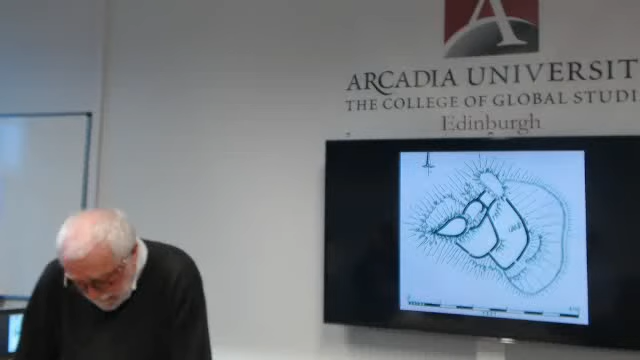 A
ARCADIA UNIVERSIT
THE COLLEGE OF GLOBAL STUDI
Edinburgh